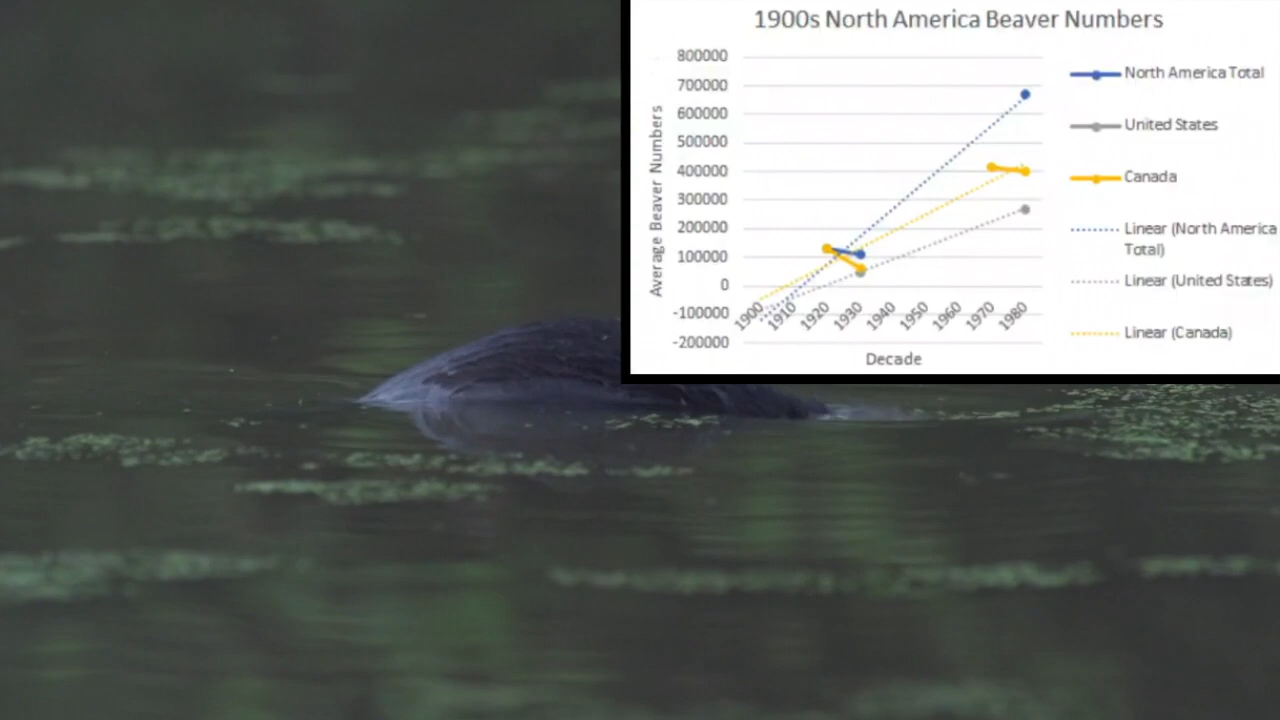 1900s North America Beaver Numbers
800000
700000
600000
500000
400000
300000
200000
100000
0
-100000
-200000
Average Beaver Numbers
1900 1910 1920 1930 1940 1950 1960 1970 1980
Decade
North America Total
United States
Canada
Linear (North America
Total)
Linear (United States)
Linear (Canada)